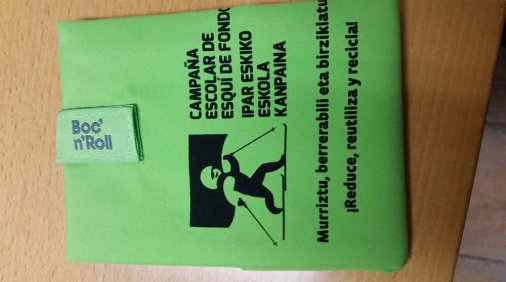 Boc'
n'Roll
CAMPAÑA
ESCOLAR DE
ESQUÍ DE FONDO
IPAR ESKIKO
ESKOLA
KANPAINA
Murriztu, berrerabili eta birziklatu
¡Reduce, reutiliza y recicla!